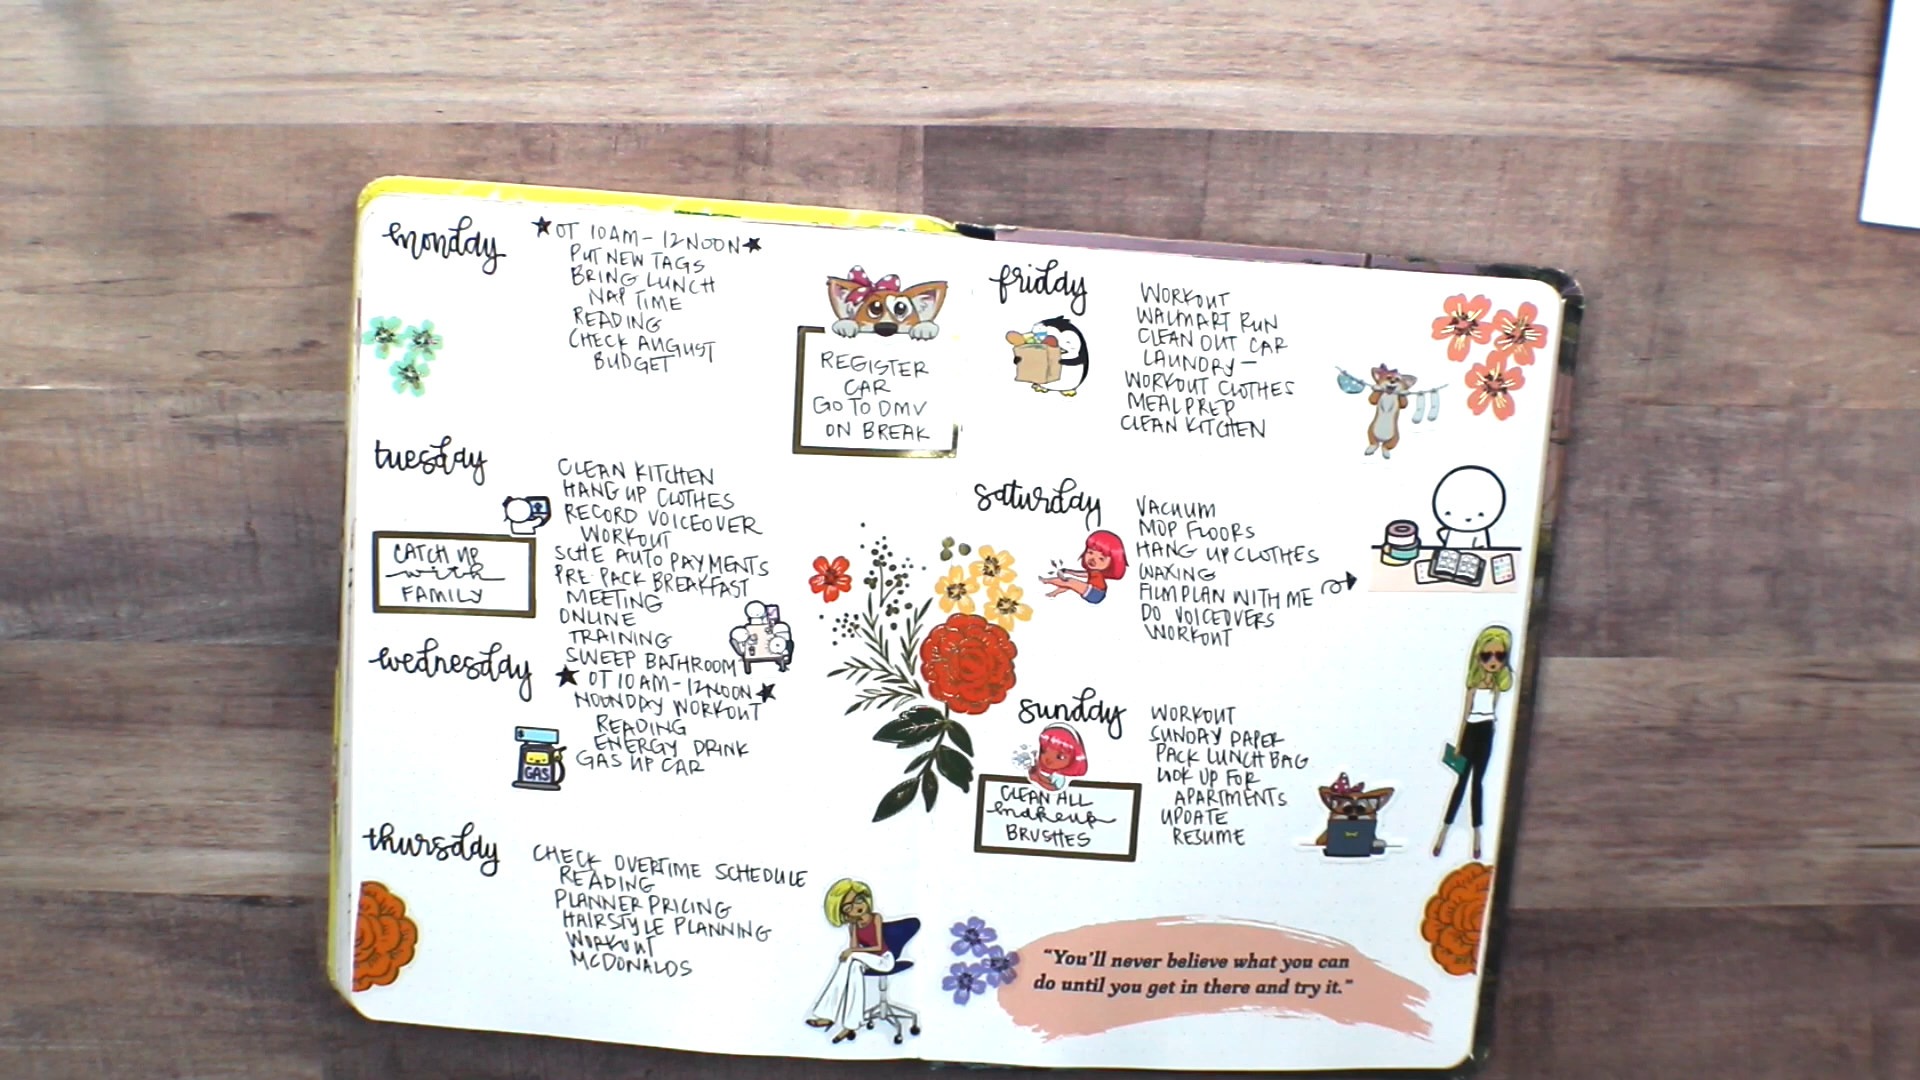 monday
★ OT 10AM-12NOON ★
PUT NEW TAGS
BRING LUNCH
NAP TIME
READING
CHECK AUGUST
BUDGET
REGISTER
CAR
GO TO DMV
ON BREAK
tuesday
CLEAN KITCHEN
HANG UP CLOTHES
RECORD VOICEOVER
WORKOUT
SCHE AUTO PAYMENTS
PRE-PACK BREAKFAST
MEETING
ONLINE
TRAINING
SWEEP BATHROOM
CATCH UP
with
FAMILY
wednesday
★ OT 10AM-12NOON ★
NOONDAY WORKOUT
READING
ENERGY DRINK
GAS UP CAR
GAS
thursday
CHECK OVERTIME SCHEDULE
READING
PLANNER PRICING
HAIRSTYLE PLANNING
WORKOUT
MCDONALDS
friday
WORKOUT
WALMART RUN
CLEAN OUT CAR
LAUNDRY-
WORKOUT CLOTHES
MEAL PREP
CLEAN KITCHEN
saturday
VACUUM
MOP FLOORS
HANG UP CLOTHES
WAXING
FILM PLAN WITH ME
DO VOICEOVERS
WORKOUT
sunday
WORKOUT
SUNDAY PAPER
PACK LUNCH BAG
LOOK UP FOR
APARTMENTS
UPDATE
RESUME
CLEAN ALL
makeup
BRUSHES
"You'll never believe what you can
do until you get in there and try it."